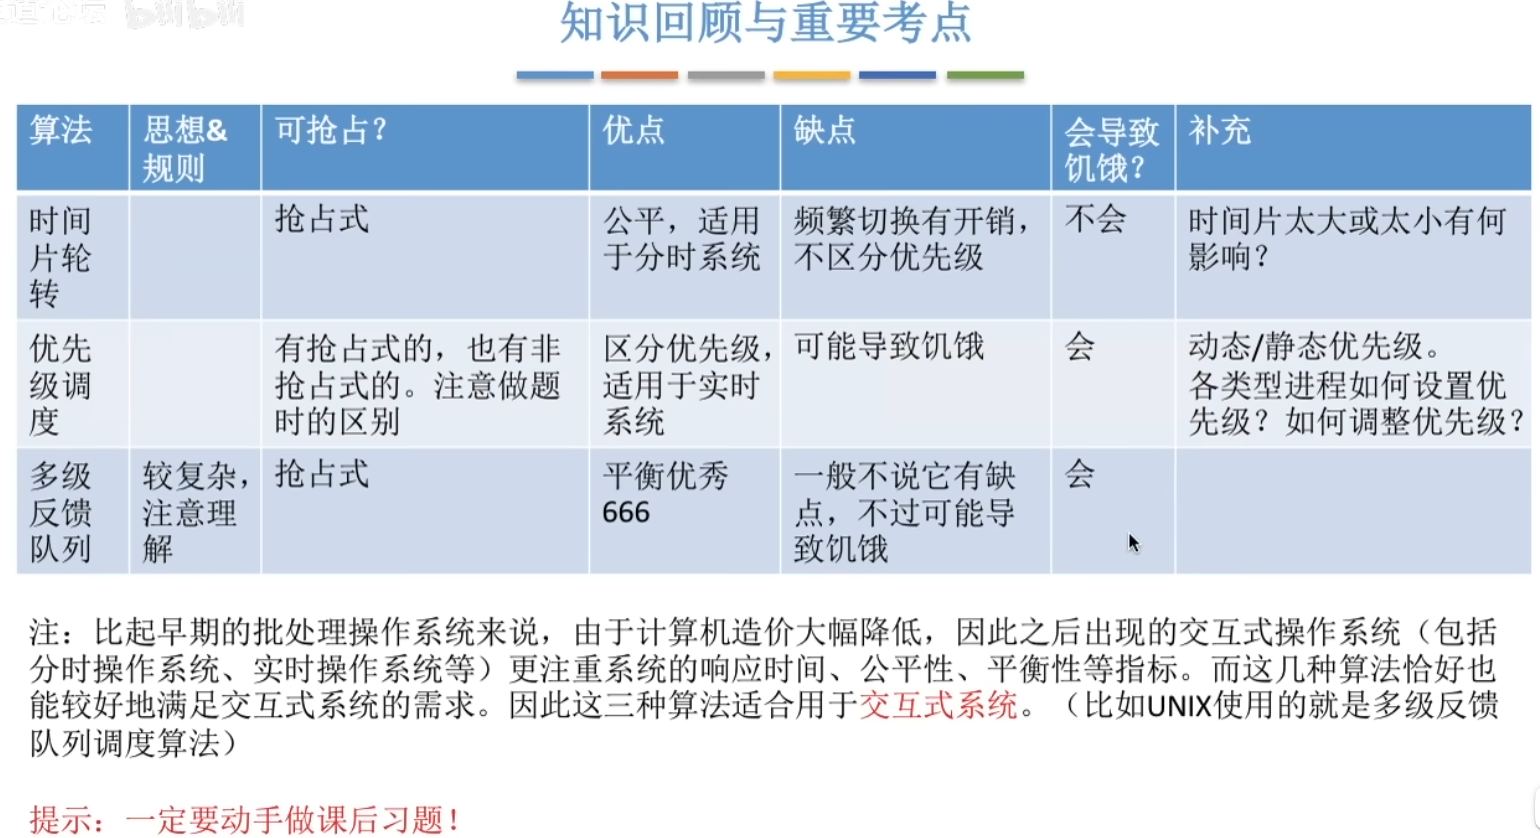 知识回顾与重要考点
算法
思想&
规则
可抢占？
优点
缺点
会导致
饥饿？
补充
时间
片轮
转
抢占式
公平，适用
于分时系统
频繁切换有开销，
不区分优先级
不会
时间片太大或太小有何
影响？
优先
级调
度
有抢占式的，也有非
抢占式的。注意做题
时的区别
区分优先级，
适用于实时
系统
可能导致饥饿
会
动态/静态优先级。
各类型进程如何设置优
先级？如何调整优先级？
多级
反馈
队列
较复杂，
注意理
解
抢占式
平衡优秀
666
一般不说它有缺
点，不过可能导
致饥饿
会
注：比起早期的批处理操作系统来说，由于计算机造价大幅降低，因此之后出现的交互式操作系统（包括
分时操作系统、实时操作系统等）更注重系统的响应时间、公平性、平衡性等指标。而这几种算法恰好也
能较好地满足交互式系统的需求。因此这三种算法适合用于交互式系统。（比如UNIX使用的就是多级反馈
队列调度算法）
提示：一定要动手做课后习题！